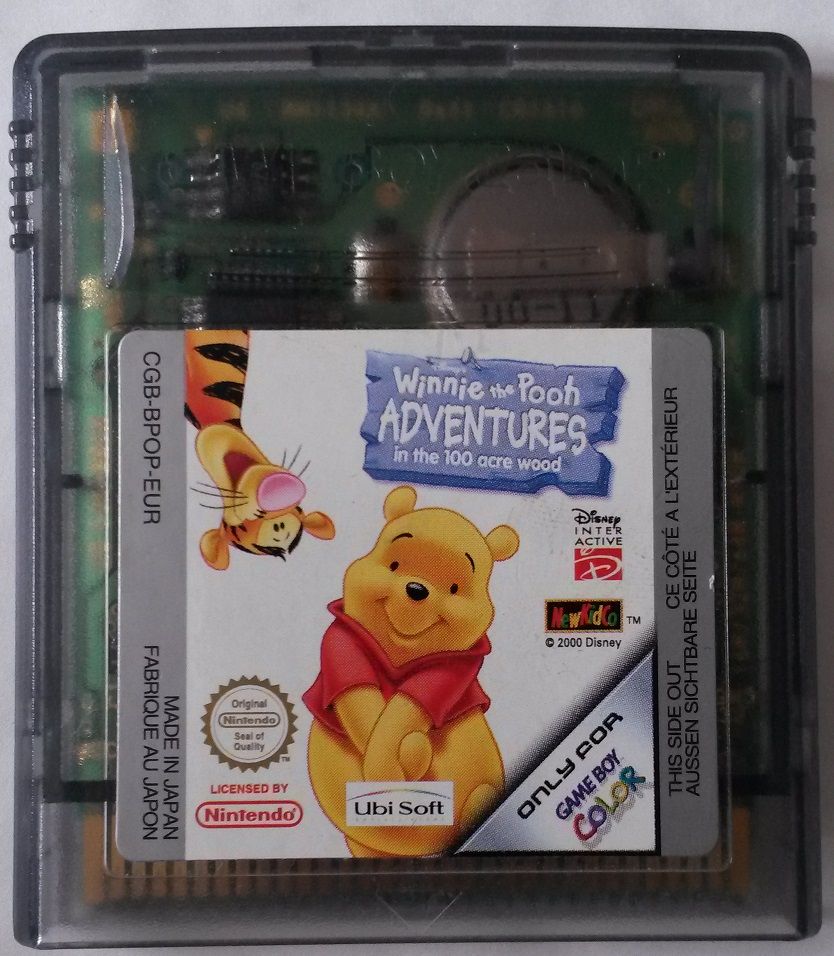 CGB-BPOP-EUR
MADE IN JAPAN
FABRIQUE AU JAPON
Winnie the Pooh
ADVENTURES
in the 100 acre wood
Disney
INTER
ACTIVE
D
NewKidCo TM
© 2000 Disney
Original
Nintendo
Seal of
Quality
TM
LICENSED BY
Nintendo
Ubi Soft
ONLY FOR
GAME BOY
COLOR
THIS SIDE OUT CE CÔTÉ A L'EXTÉRIEUR
AUSSEN SICHTBARE SEITE